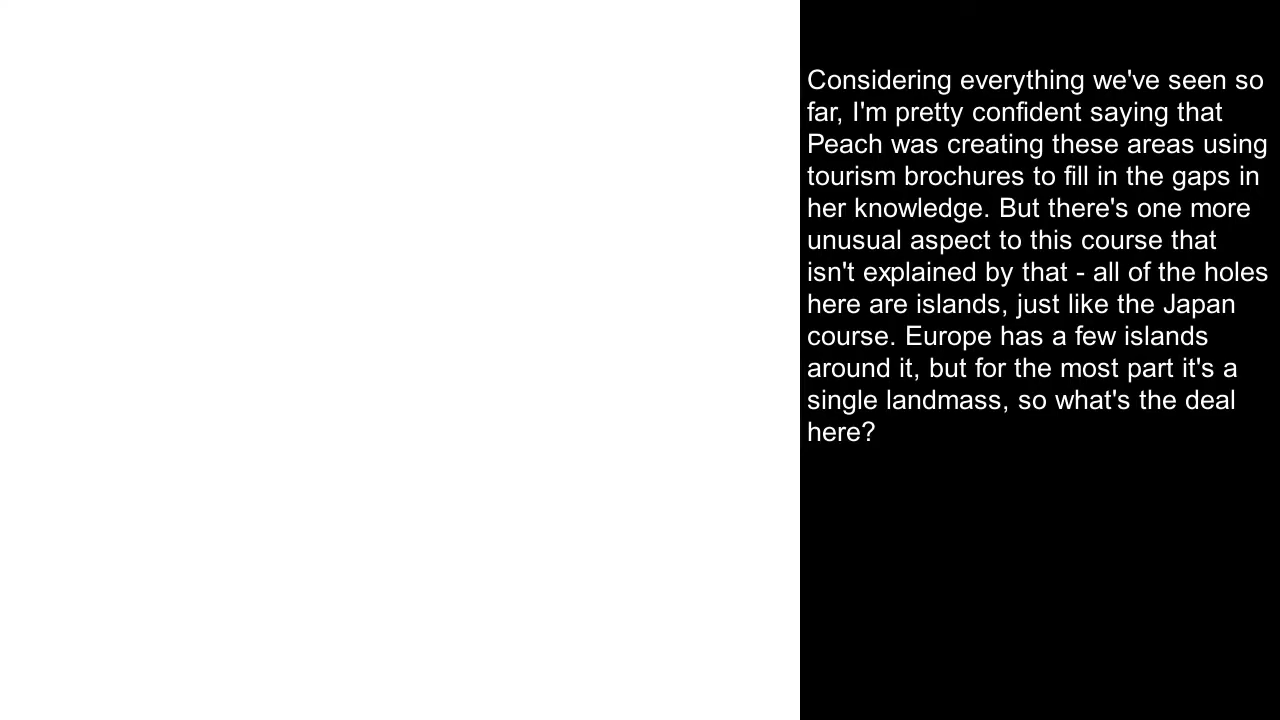 Considering everything we've seen so
far, I'm pretty confident saying that
Peach was creating these areas using
tourism brochures to fill in the gaps in
her knowledge. But there's one more
unusual aspect to this course that
isn't explained by that - all of the holes
here are islands, just like the Japan
course. Europe has a few islands
around it, but for the most part it's a
single landmass, so what's the deal
here?